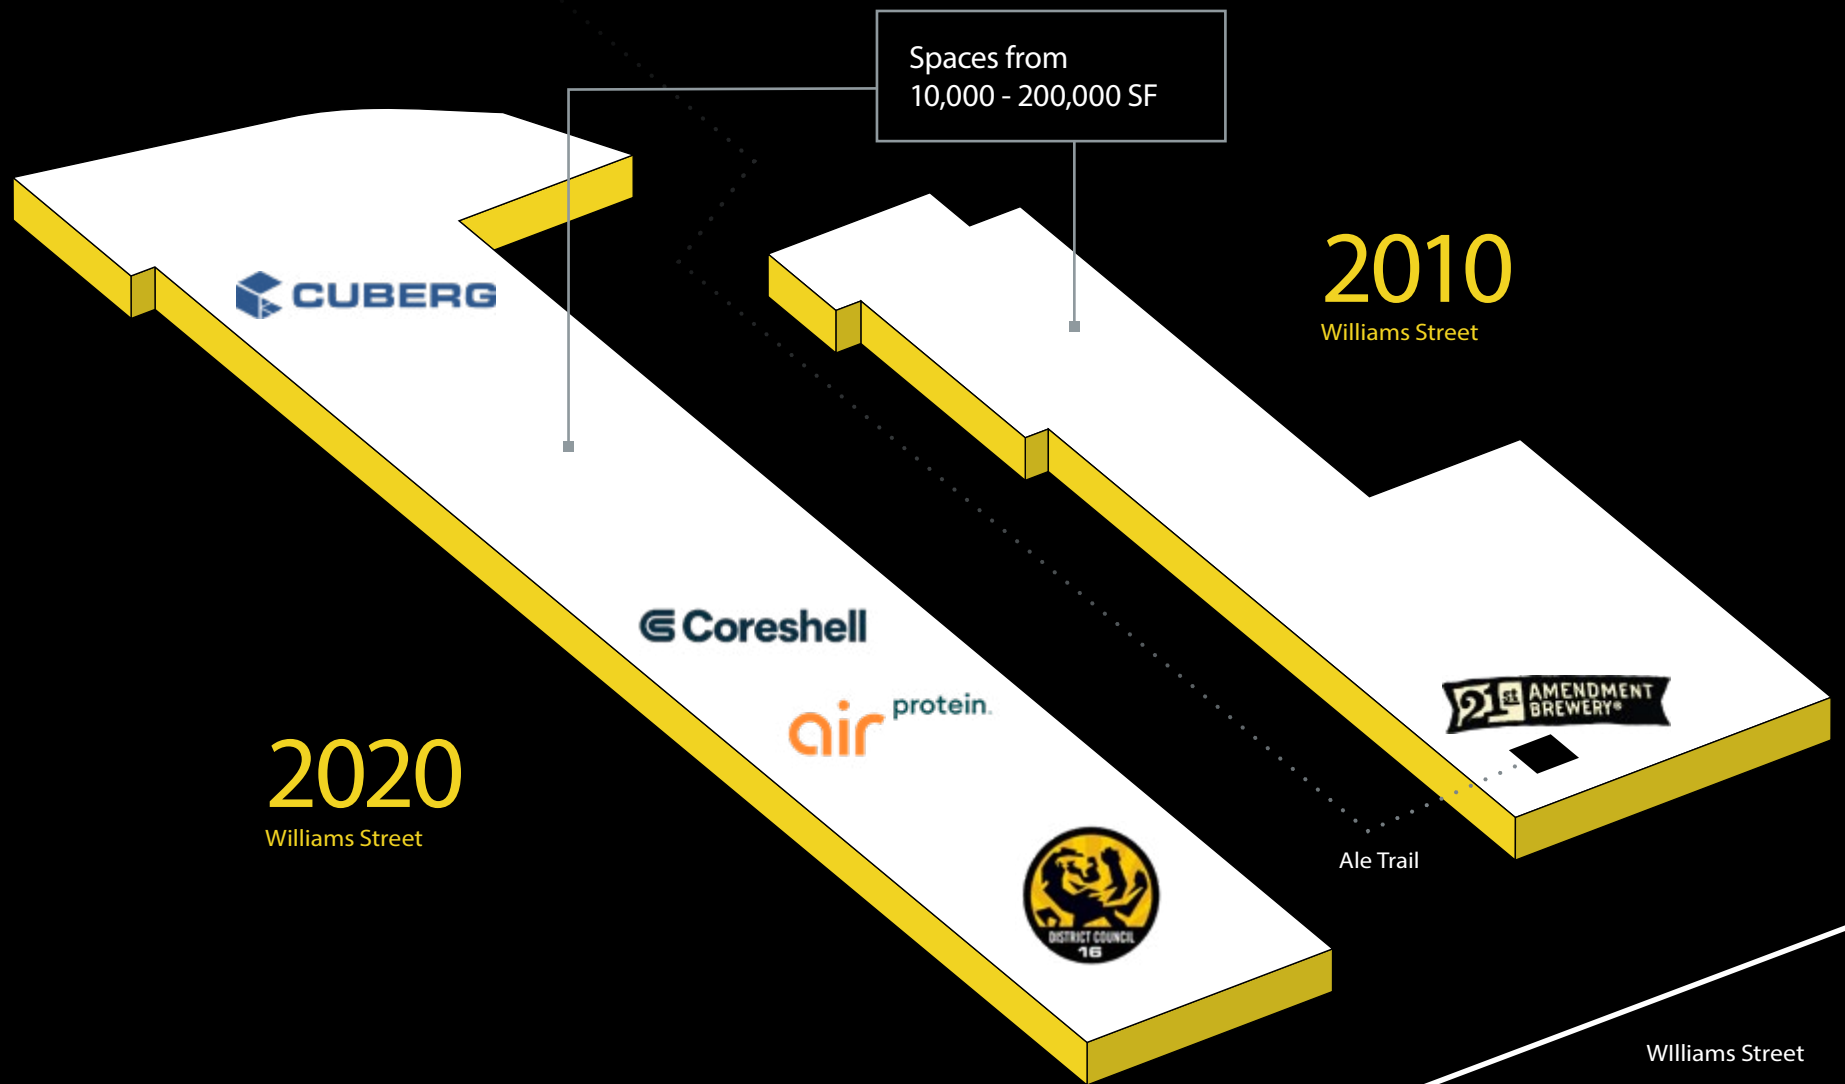 Spaces from
10,000 - 200,000 SF
2010
Williams Street
CUBERG
Coreshell
air protein.
21st AMENDMENT
BREWERY®
2020
Williams Street
Ale Trail
DISTRICT COUNCIL
16
WIlliams Street